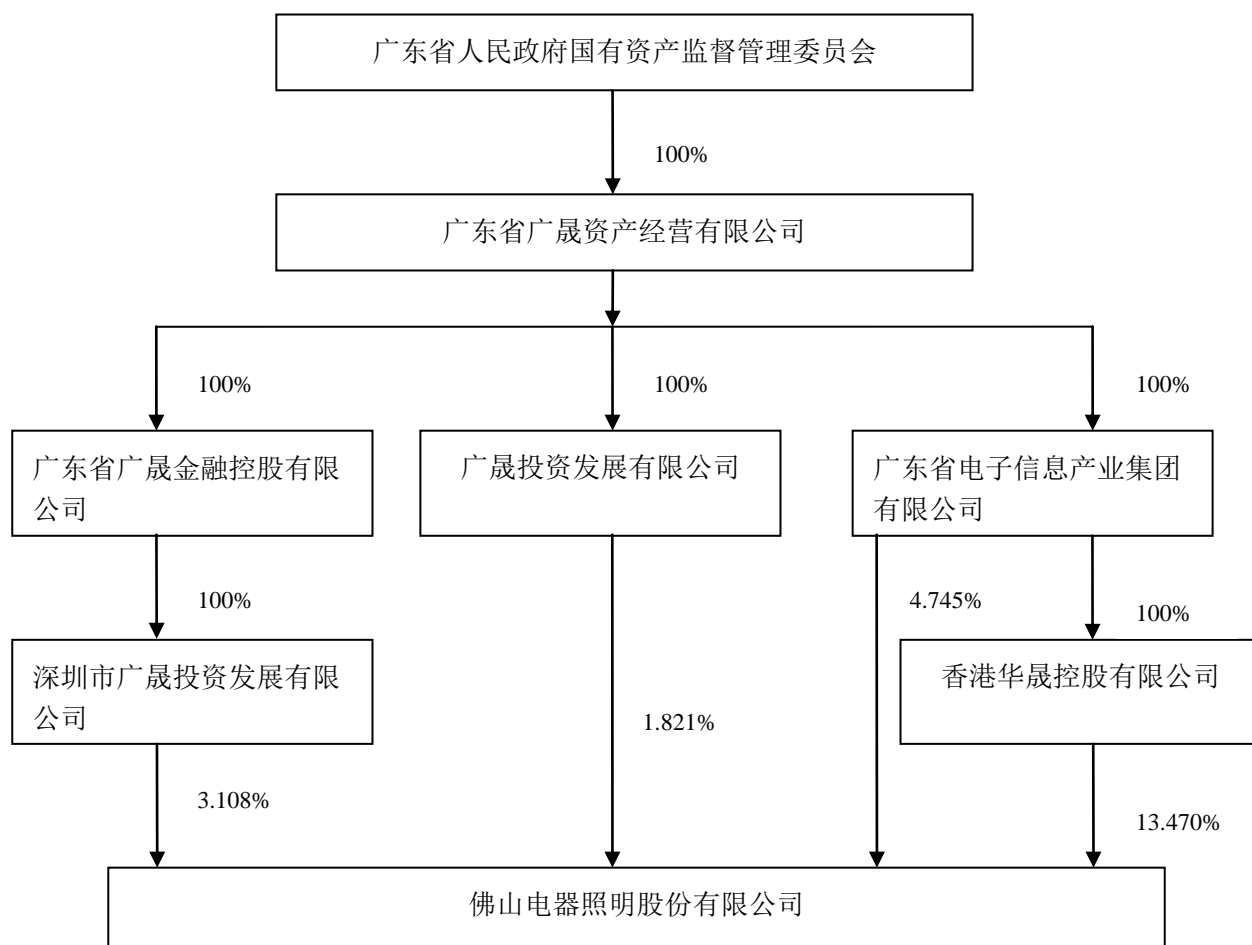 广东省人民政府国有资产监督管理委员会
100%
广东省广晟资产经营有限公司
100%
100%
100%
广东省广晟金融控股有限
公司
广晟投资发展有限公司
广东省电子信息产业集团
有限公司
100%
4.745%
100%
深圳市广晟投资发展有限
公司
香港华晟控股有限公司
1.821%
3.108%
13.470%
佛山电器照明股份有限公司